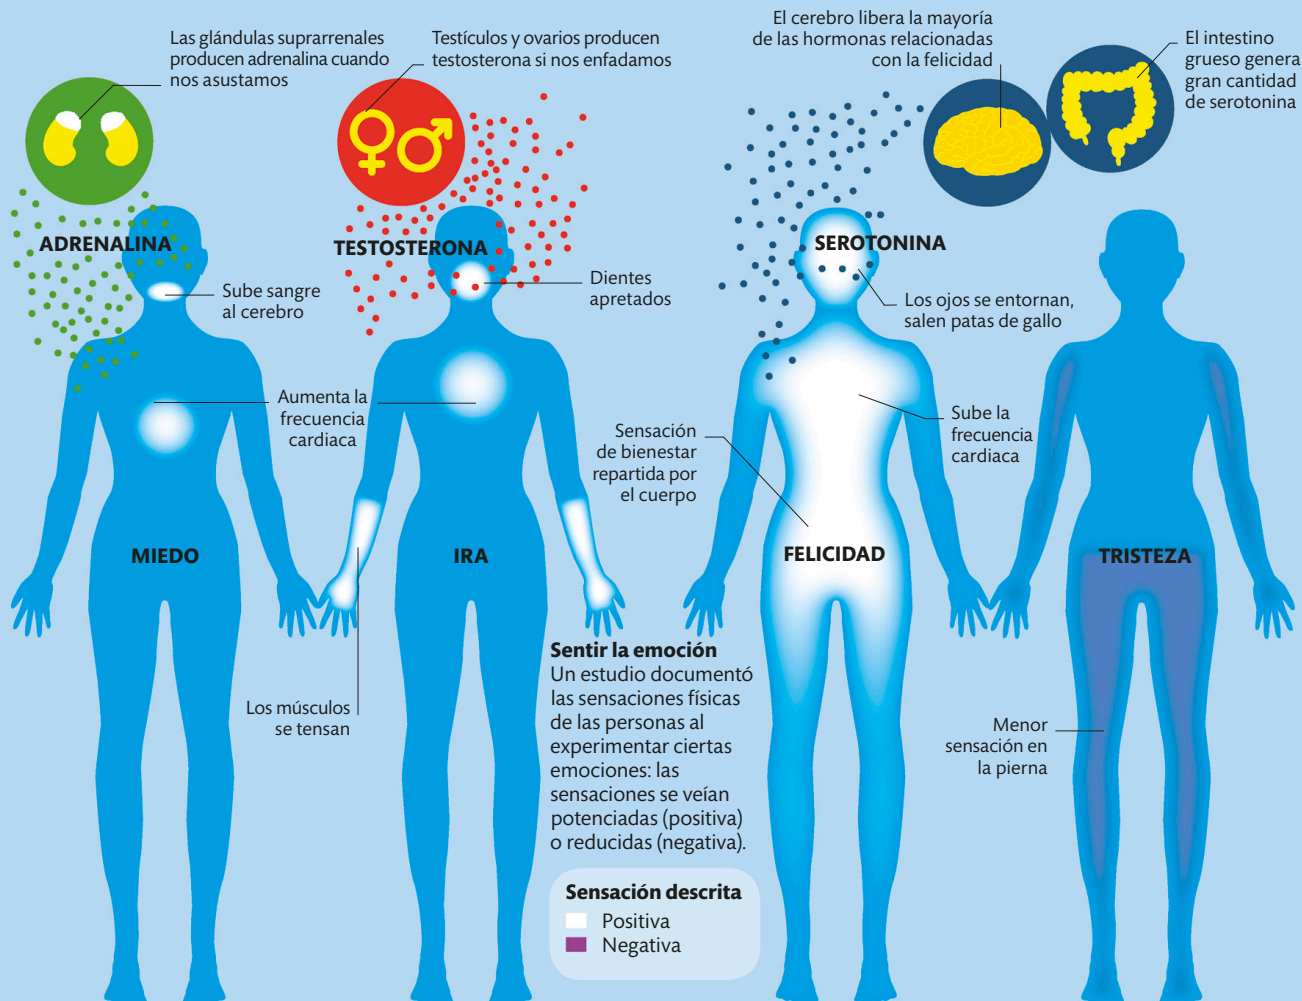 Las glándulas suprarrenales
producen adrenalina cuando
nos asustamos
Testículos y ovarios producen
testosterona si nos enfadamos
El cerebro libera la mayoría
de las hormonas relacionadas
con la felicidad
El intestino
grueso genera
gran cantidad
de serotonina
ADRENALINA
TESTOSTERONA
SEROTONINA
Sube sangre
al cerebro
Dientes
apretados
Los ojos se entornan,
salen patas de gallo
Aumenta la
frecuencia
cardiaca
Sensación
de bienestar
repartida por
el cuerpo
Sube la
frecuencia
cardiaca
MIEDO
IRA
FELICIDAD
TRISTEZA
Los músculos
se tensan
Sentir la emoción
Un estudio documentó
las sensaciones físicas
de las personas al
experimentar ciertas
emociones: las
sensaciones se veían
potenciadas (positiva)
o reducidas (negativa).
Menor
sensación en
la pierna
Sensación descrita
Positiva
Negativa